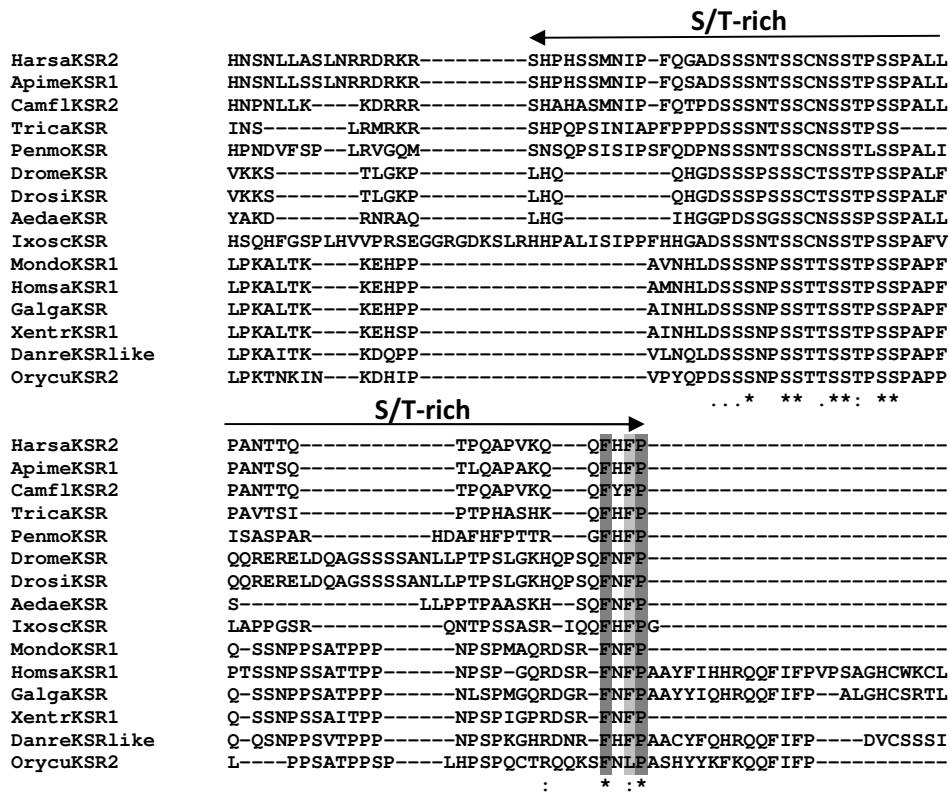 S/T-rich
HarsaKSR2 HNSNLLASLNRRDRKR---------SHPHSSMNIP-FQGADSSSNTSSCNSSTPSSPALL
ApimeKSR1 HNSNLLSSLNRRDRKR---------SHPHSSMNIP-FQSADSSSNTSSCNSSTPSSPALL
CamflKSR2 HNPNLLK----KDRRR---------SHAHASMNIP-FQTPDSSSNTSSCNSSTPSSPALL
TricaKSR INS-------LRMRKR---------SHPQPSINIAPFPPPDSSSNTSSCNSSTPSS----
PenmoKSR HPNDVFSP--LRVGQM---------SNSQPSISIPSFQDPNSSSNTSSCNSSTLSSPALI
DromeKSR VKKS-------TLGKP---------LHQ---------QHGDSSSPSSSCTSSSPSSPALF
DrosiKSR VKKS-------TLGKP---------LHQ---------QHGDSSSPSSSCTSSSPSSPALF
AedaeKSR YAKD-------RNRAQ---------LHG---------IHGGPDSSGSSCNSSSPSSPALL
IxoscKSR HSQHFGSPLHVVPRSEGGRGDKSLRHHPALISIPPFHHGADSSSNTSSCNSSTPSSPAFV
MondoKSR1 LPKALTK----KEHPP-------------------AVNHLDSSSNPSSTTSSTPSSPAPF
HomsaKSR1 LPKALTK----KEHPP-------------------AMNHLDSSSNPSSTTSSTPSSPAPF
GalgaKSR LPKALTK----KEHPP-------------------AINHLDSSSNPSSTTSSTPSSPAPF
XentrKSR1 LPKALTK----KEHSP-------------------AINHLDSSSNPSSTTSSTPSSPAPF
DanreKSRlike LPKAITK----KDQPP-------------------VLNQLDSSSNPSSTTSSTPSSPAPF
OrycuKSR2 LPKTNKIN---KDHIP-------------------VPYQPDSSSNPSSTTSSTPSSPAPP
...* ** .**: **
S/T-rich
HarsaKSR2 PANTTQ-------------TPQAPVKQ---QFHFP-------------------------
ApimeKSR1 PANTSQ-------------TLQAPAKQ---QFHFP-------------------------
CamflKSR2 PANTTQ-------------TPQAPVKQ---QFYFP-------------------------
TricaKSR PAVTSI-------------PTPHASHK---QFHFP-------------------------
PenmoKSR ISASPAR----------HDAFHFPTTR---GFHFP-------------------------
DromeKSR QQRERELDQAGSSSSANLLPTPSLGKHQPSQFNFP-------------------------
DrosiKSR QQRERELDQAGSSSSANLLPTPSLGKHQPSQFNFP-------------------------
AedaeKSR S---------------LLPPTPAASKH--SQFNFP-------------------------
IxoscKSR LAPPGSR-----------QNTPSSASR-IQQFHFPG------------------------
MondoKSR1 Q-SSNPPSATPPP------NPSPMAQRDSR-FNFP-------------------------
HomsaKSR1 PTSSNPSSATTPP------NPSP-GQRDSR-FNFPAAYFIHHRQQFIFPVPSAGHCWKCL
GalgaKSR Q-SSNPPSATPPP------NLSPMGQRDGR-FNFPAAYYIQHRQQFIFP--ALGHCSRTL
XentrKSR1 Q-SSNPSSAITPP------NPSPIGPRDSR-FNFP-------------------------
DanreKSRlike Q-QSNPPSVTPPP------NPSPKGHRDNR-FHFPAACYFQHRQQFIFP----DVCSSSI
OrycuKSR2 L----PPSATPPSP----LHPSPQCTRQQKSFNLPASHYYKFKQQFIFP-----------
: * :*